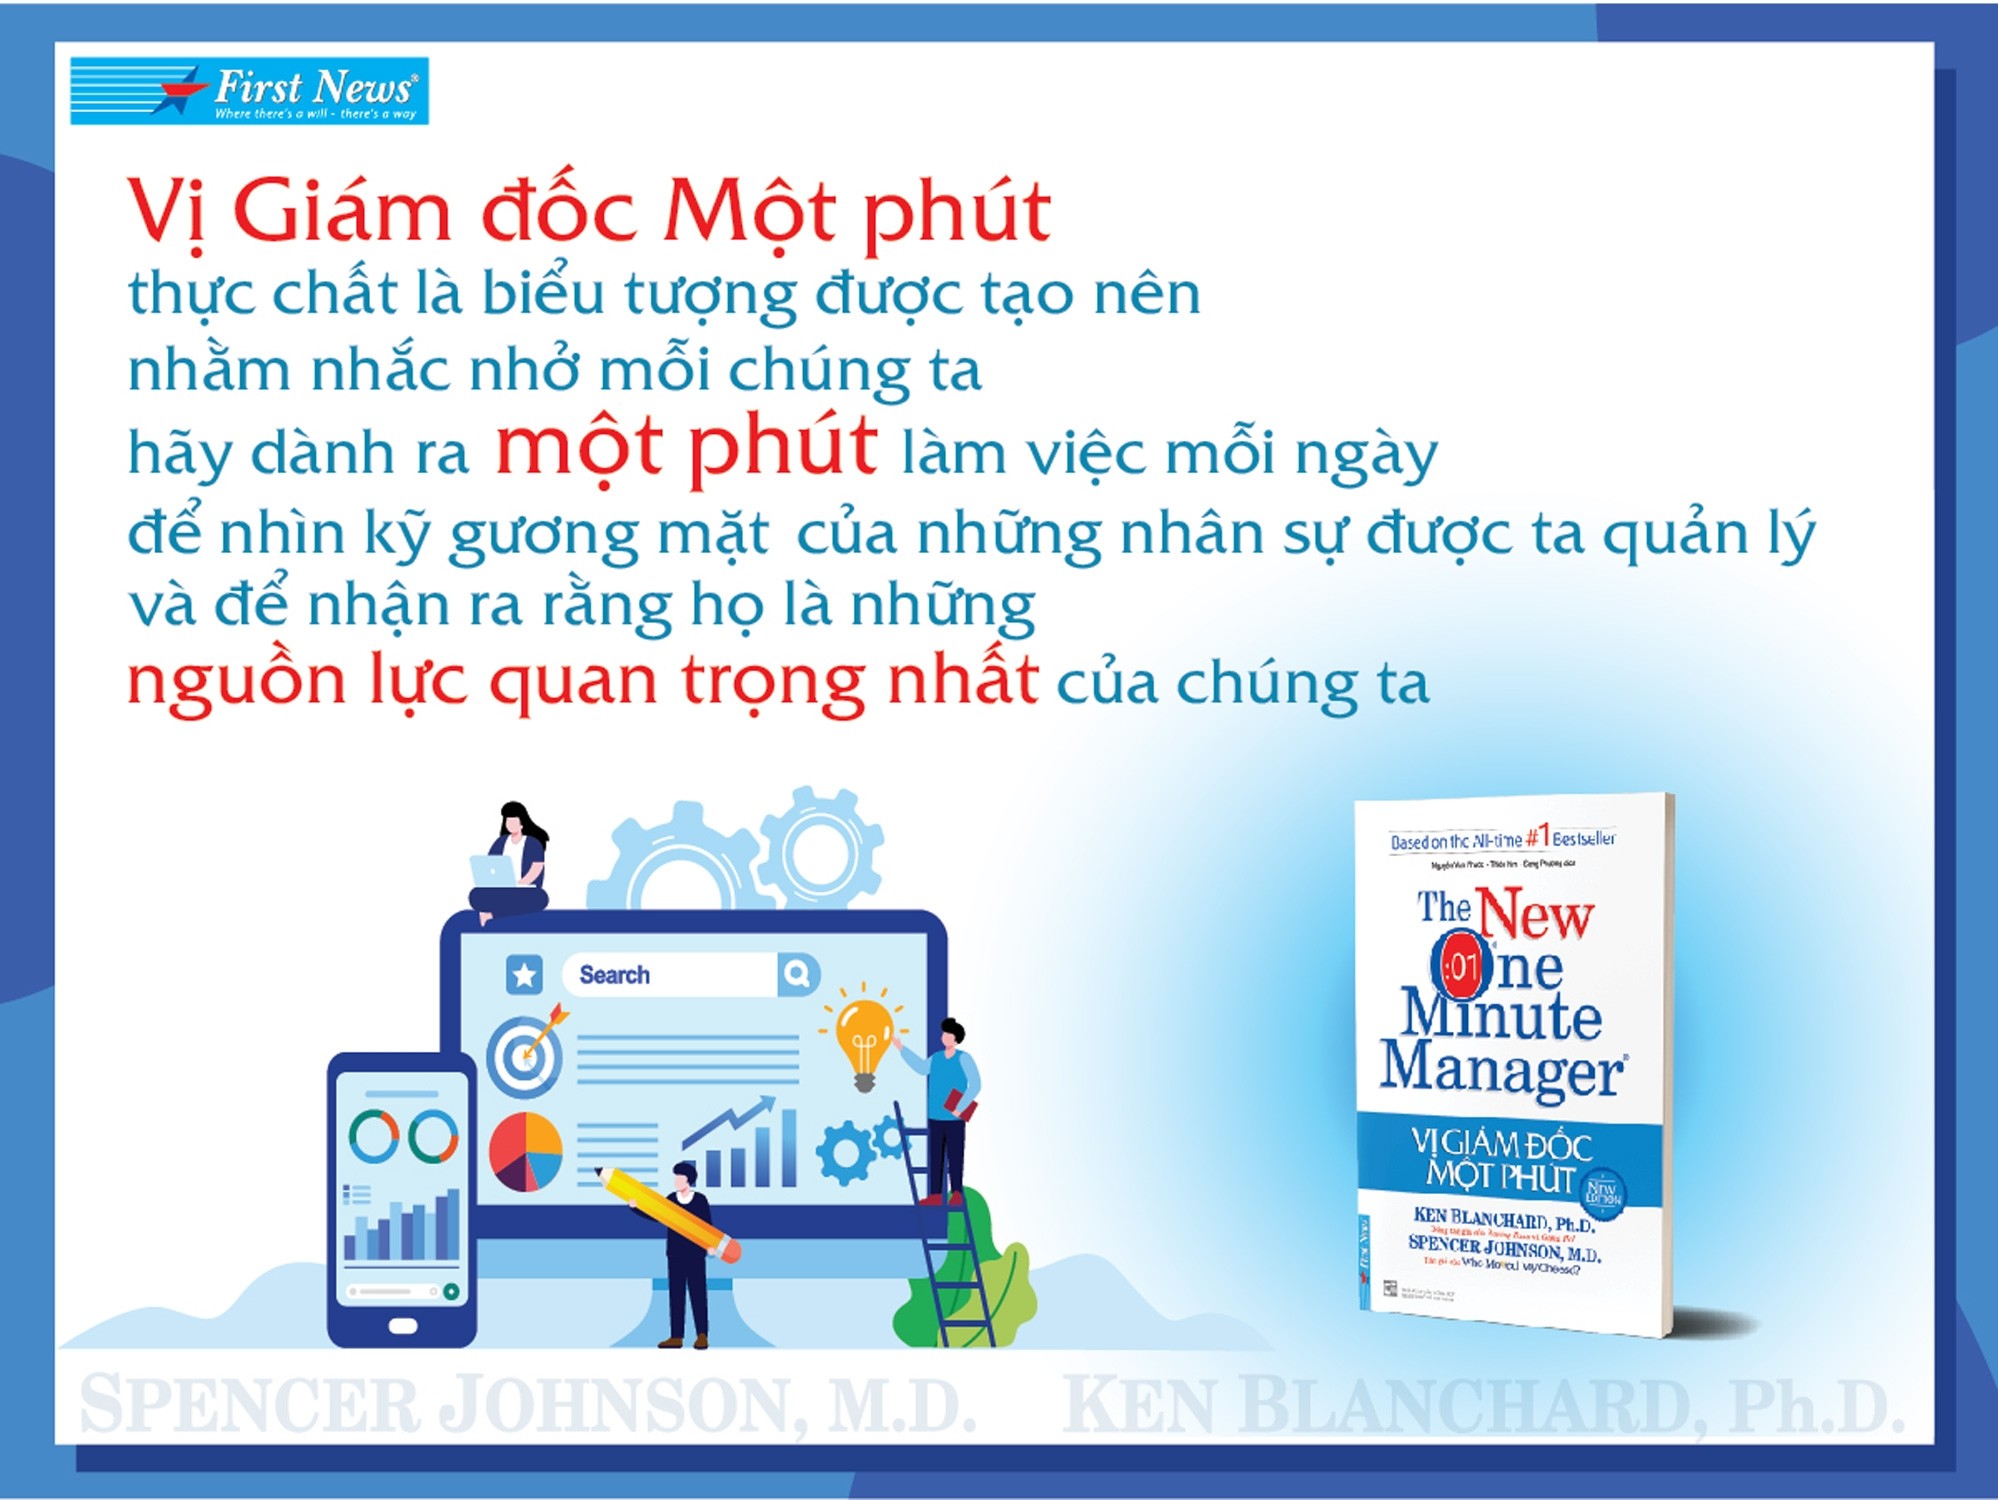 First News®
Where there's a will - there's a way
Vị Giám đốc Một phút
thực chất là biểu tượng được tạo nên
nhằm nhắc nhở mỗi chúng ta
hãy dành ra một phút làm việc mỗi ngày
để nhìn kỹ gương mặt của những nhân sự được ta quản lý
và để nhận ra rằng họ là những
nguồn lực quan trọng nhất của chúng ta
Search
Based on the All-time #1 Bestseller
The New
:01 One
Minute
Manager®
VỊ GIÁM ĐỐC
MỘT PHÚT
NEW
EDITION
KEN BLANCHARD, Ph.D.
SPENCER JOHNSON, M.D.
Tác giả của Who Moved My Cheese?
First News
SPENCER JOHNSON, M.D. KEN BLANCHARD, Ph.D.